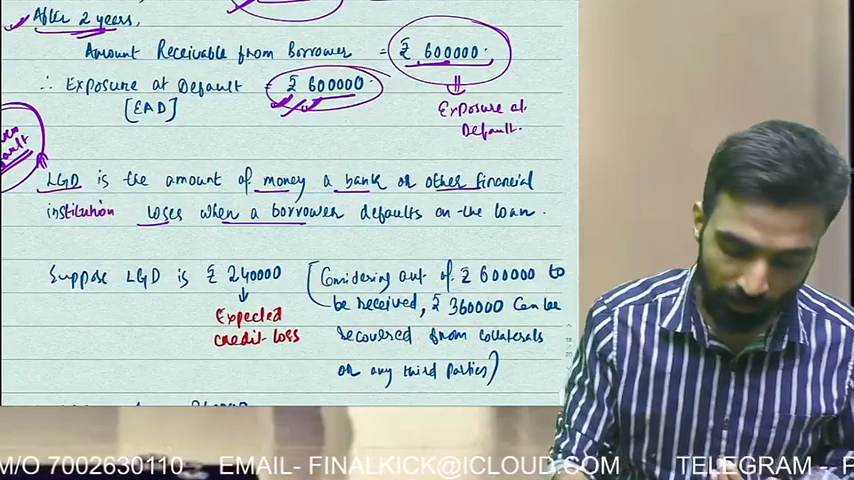 After 2 years,
Amount Receivable from Borrower = ₹ 600000.
∴ Exposure at Default = ₹ 600000.
[EAD]
Exposure at
Default.
LGD is the amount of money a bank or other financial
institution loses when a borrower defaults on the loan.
Suppose LGD is ₹ 240000
Expected
credit loss
[Considering out of ₹ 600000 to
be received, ₹ 360000 can be
recovered from collaterals
or any third parties)
M/O 7002630110 EMAIL- FINALKICK@ICLOUD.COM TELEGRAM - P